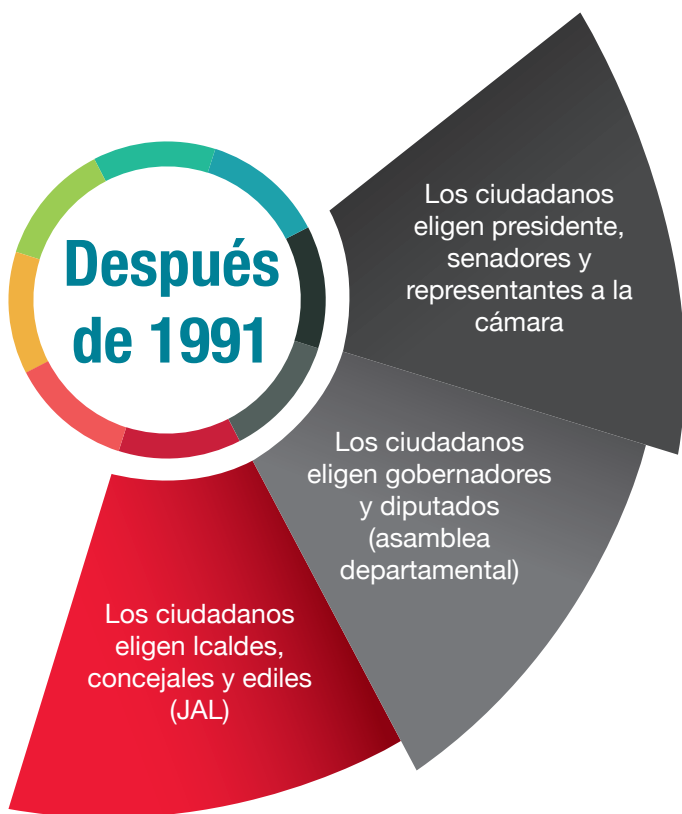 Después
de 1991
Los ciudadanos
eligen presidente,
senadores y
representantes a la
cámara
Los ciudadanos
eligen gobernadores
y diputados
(asamblea
departamental)
Los ciudadanos
eligen lcaldes,
concejales y ediles
(JAL)